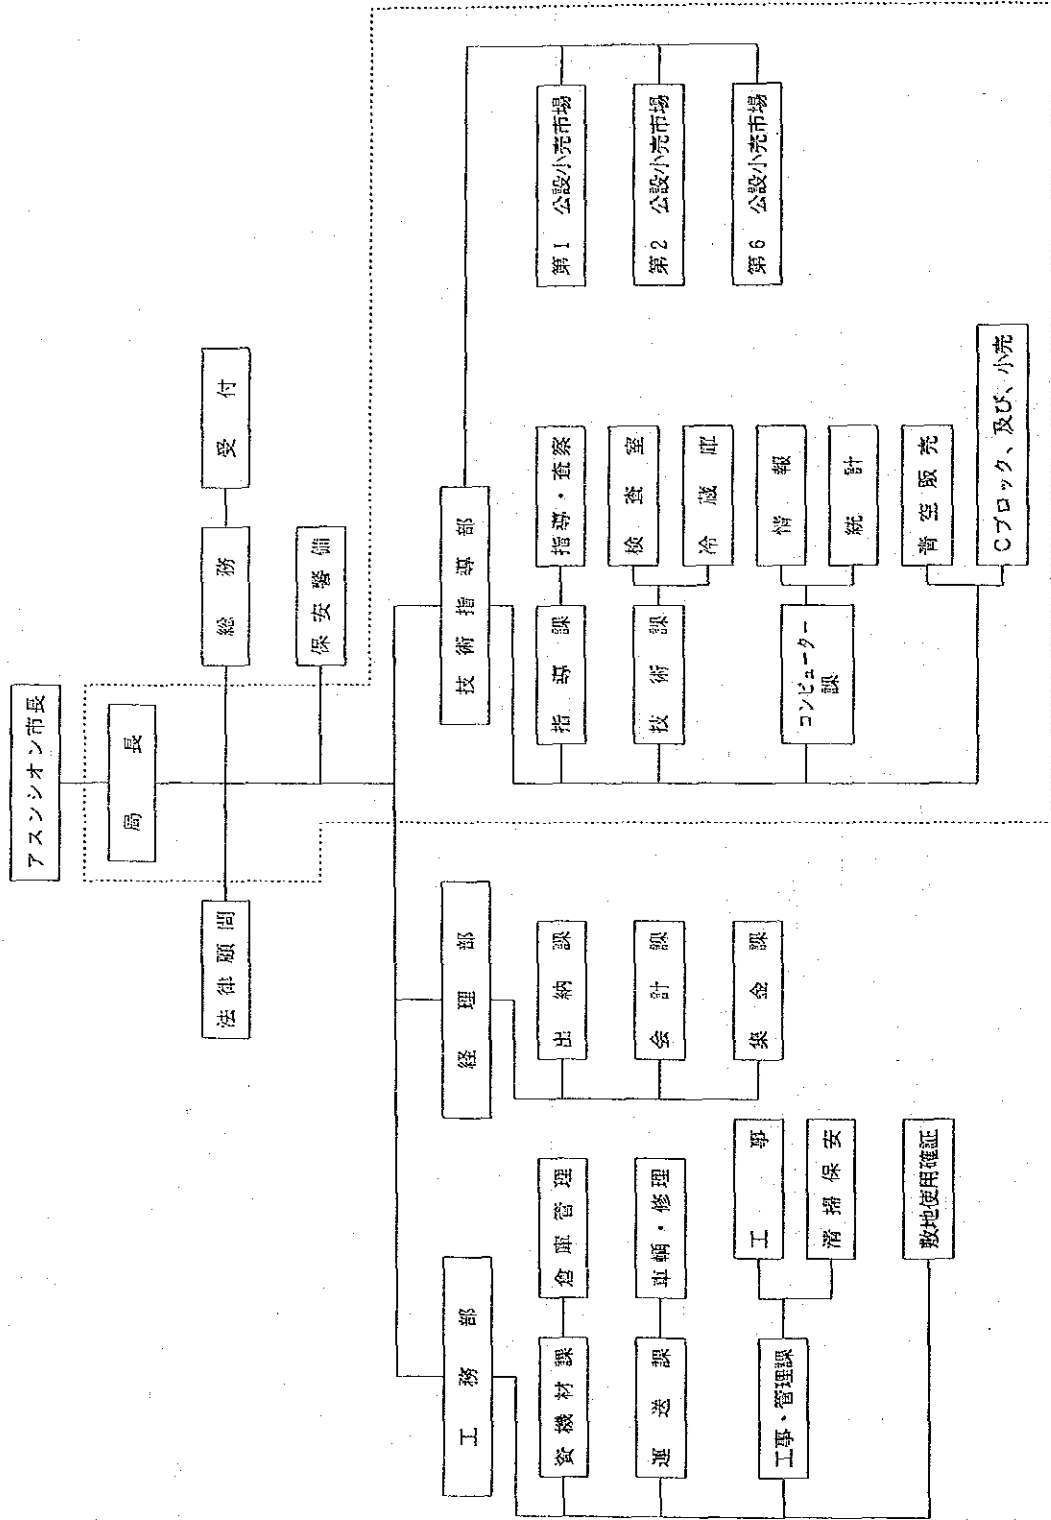 アスンシオン市長
局長
法律顧問
総務
受付
保安警備
工務部
経理部
技術指導部
資機材課
倉庫管理
運送課
車輌・修理
工事・管理課
工事
清掃保安
敷地使用確証
出納課
会計課
集金課
指導課
指導・査察
技術課
検査室
冷蔵庫
コンピューター
課
情報
統計
青空販売
Cブロック、及び、小売
第1 公設小売市場
第2 公設小売市場
第6 公設小売市場